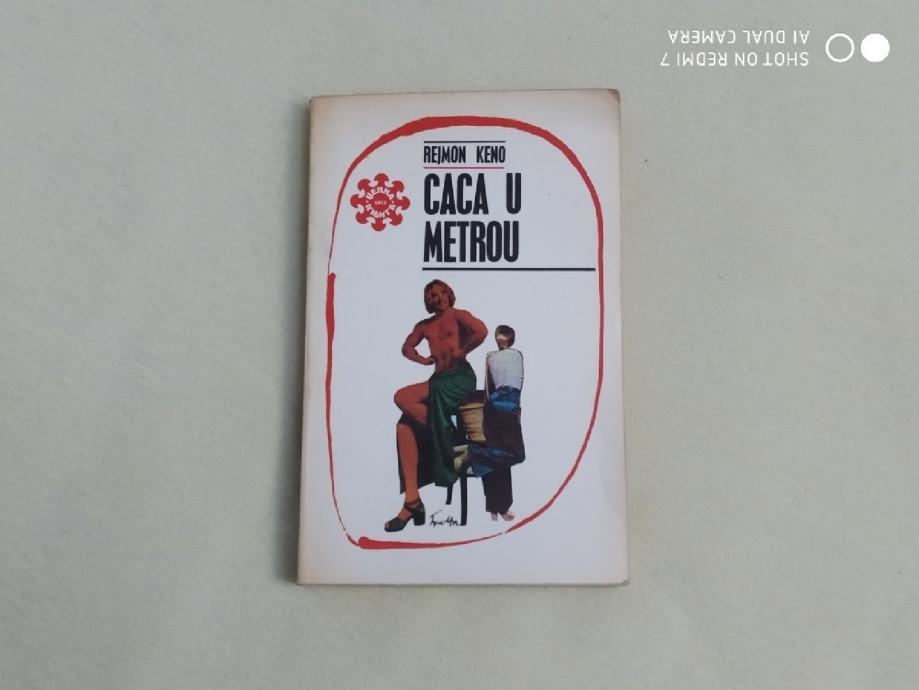 REJMON KENO
CACA U
METROU
SHOT ON REDMI 7
AI DUAL CAMERA